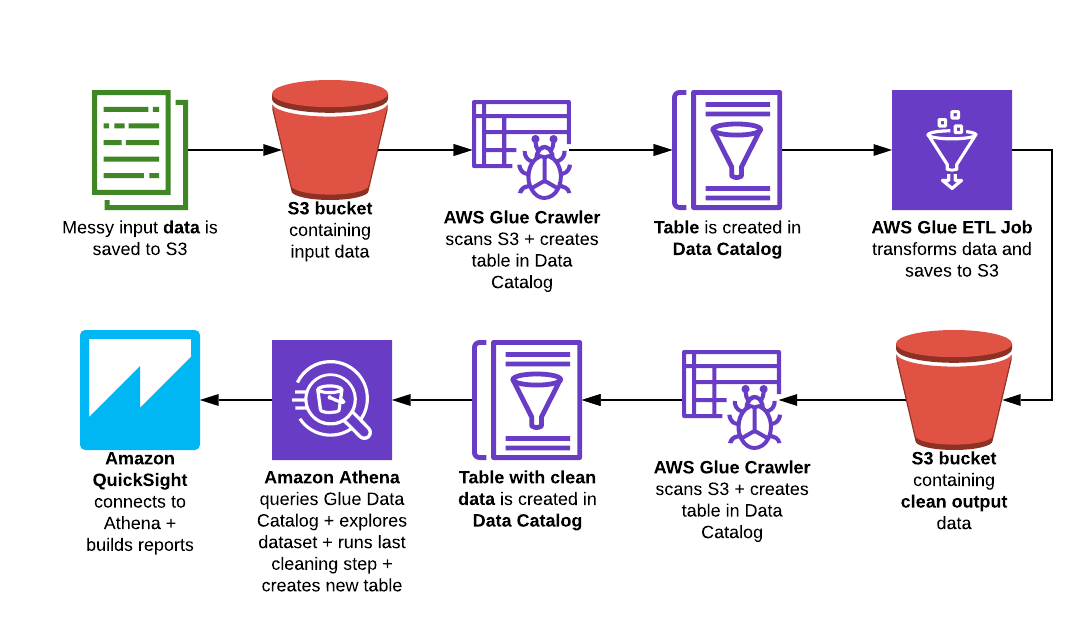 Messy input data is
saved to S3
S3 bucket
containing
input data
AWS Glue Crawler
scans S3 + creates
table in Data
Catalog
Table is created in
Data Catalog
AWS Glue ETL Job
transforms data and
saves to S3
S3 bucket
containing
clean output
data
AWS Glue Crawler
scans S3 + creates
table in Data
Catalog
Table with clean
data is created in
Data Catalog
Amazon Athena
queries Glue Data
Catalog + explores
dataset + runs last
cleaning step +
creates new table
Amazon
QuickSight
connects to
Athena +
builds reports